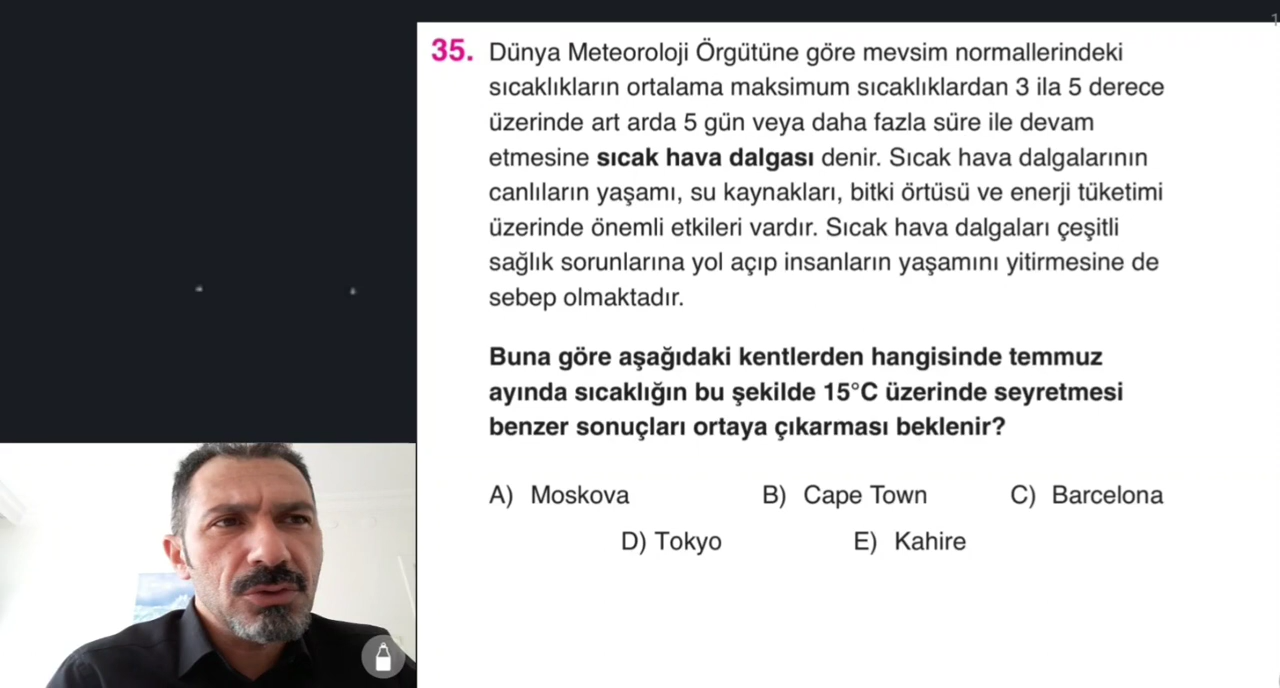 35. Dünya Meteoroloji Örgütüne göre mevsim normallerindeki
sıcaklıkların ortalama maksimum sıcaklıklardan 3 ila 5 derece
üzerinde art arda 5 gün veya daha fazla süre ile devam
etmesine sıcak hava dalgası denir. Sıcak hava dalgalarının
canlıların yaşamı, su kaynakları, bitki örtüsü ve enerji tüketimi
üzerinde önemli etkileri vardır. Sıcak hava dalgaları çeşitli
sağlık sorunlarına yol açıp insanların yaşamını yitirmesine de
sebep olmaktadır.
Buna göre aşağıdaki kentlerden hangisinde temmuz
ayında sıcaklığın bu şekilde 15°C üzerinde seyretmesi
benzer sonuçları ortaya çıkarması beklenir?
A) Moskova B) Cape Town C) Barcelona
D) Tokyo E) Kahire